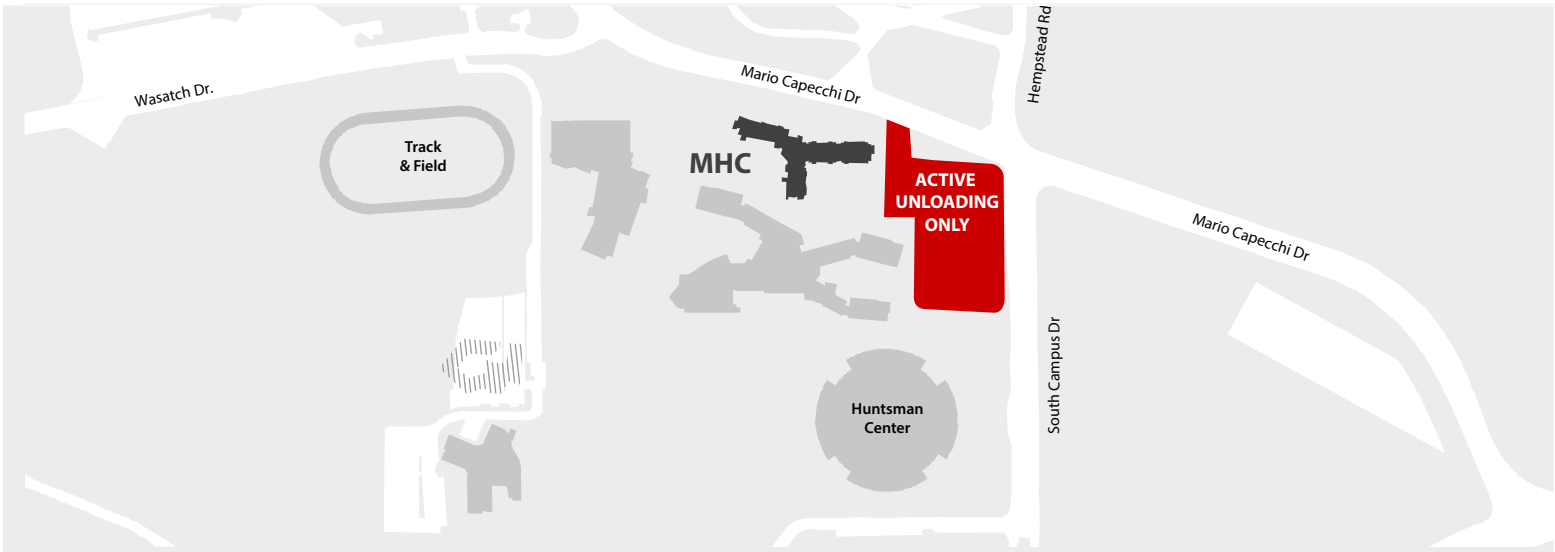 Hempstead Rd
Mario Capecchi Dr
Wasatch Dr.
Track
& Field
MHC
ACTIVE
UNLOADING
ONLY
Mario Capecchi Dr
South Campus Dr
Huntsman
Center